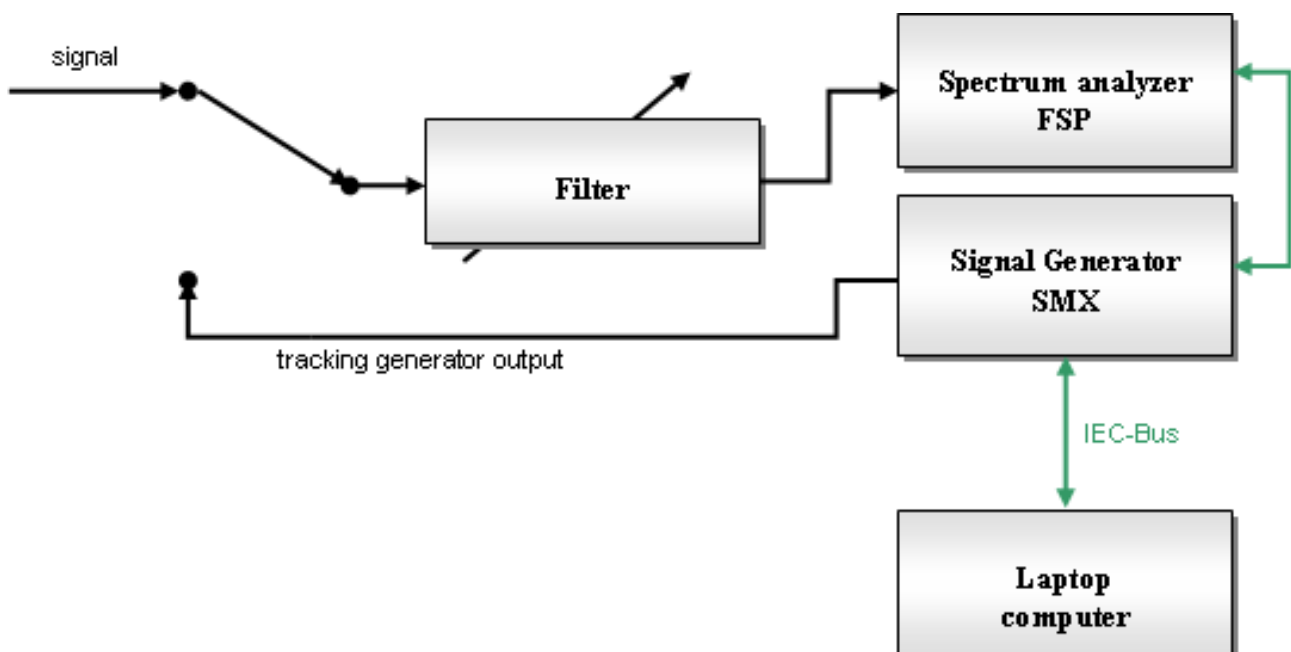 signal
Spectrum analyzer
FSP
Filter
Signal Generator
SMX
tracking generator output
IEC-Bus
Laptop
computer